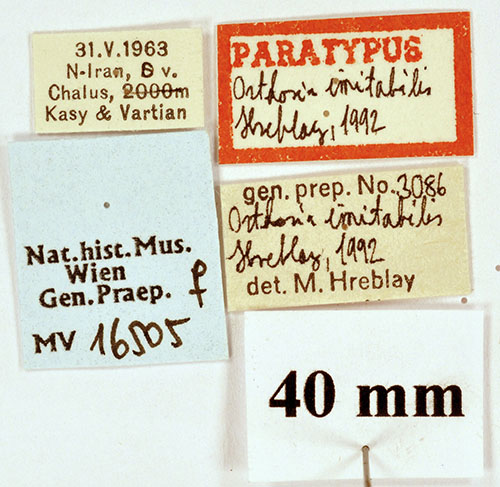 31.V.1963
N-Iran, S v.
Chalus, 2000m
Kasy & Vartian
PARATYPUS
Orthosia imitabilis
Hreblay, 1992
Nat.hist.Mus.
Wien
Gen.Praep. ♀
MV 16505
gen. prep. No. 3086
Orthosia imitabilis
Hreblay, 1992
det. M. Hreblay
40 mm